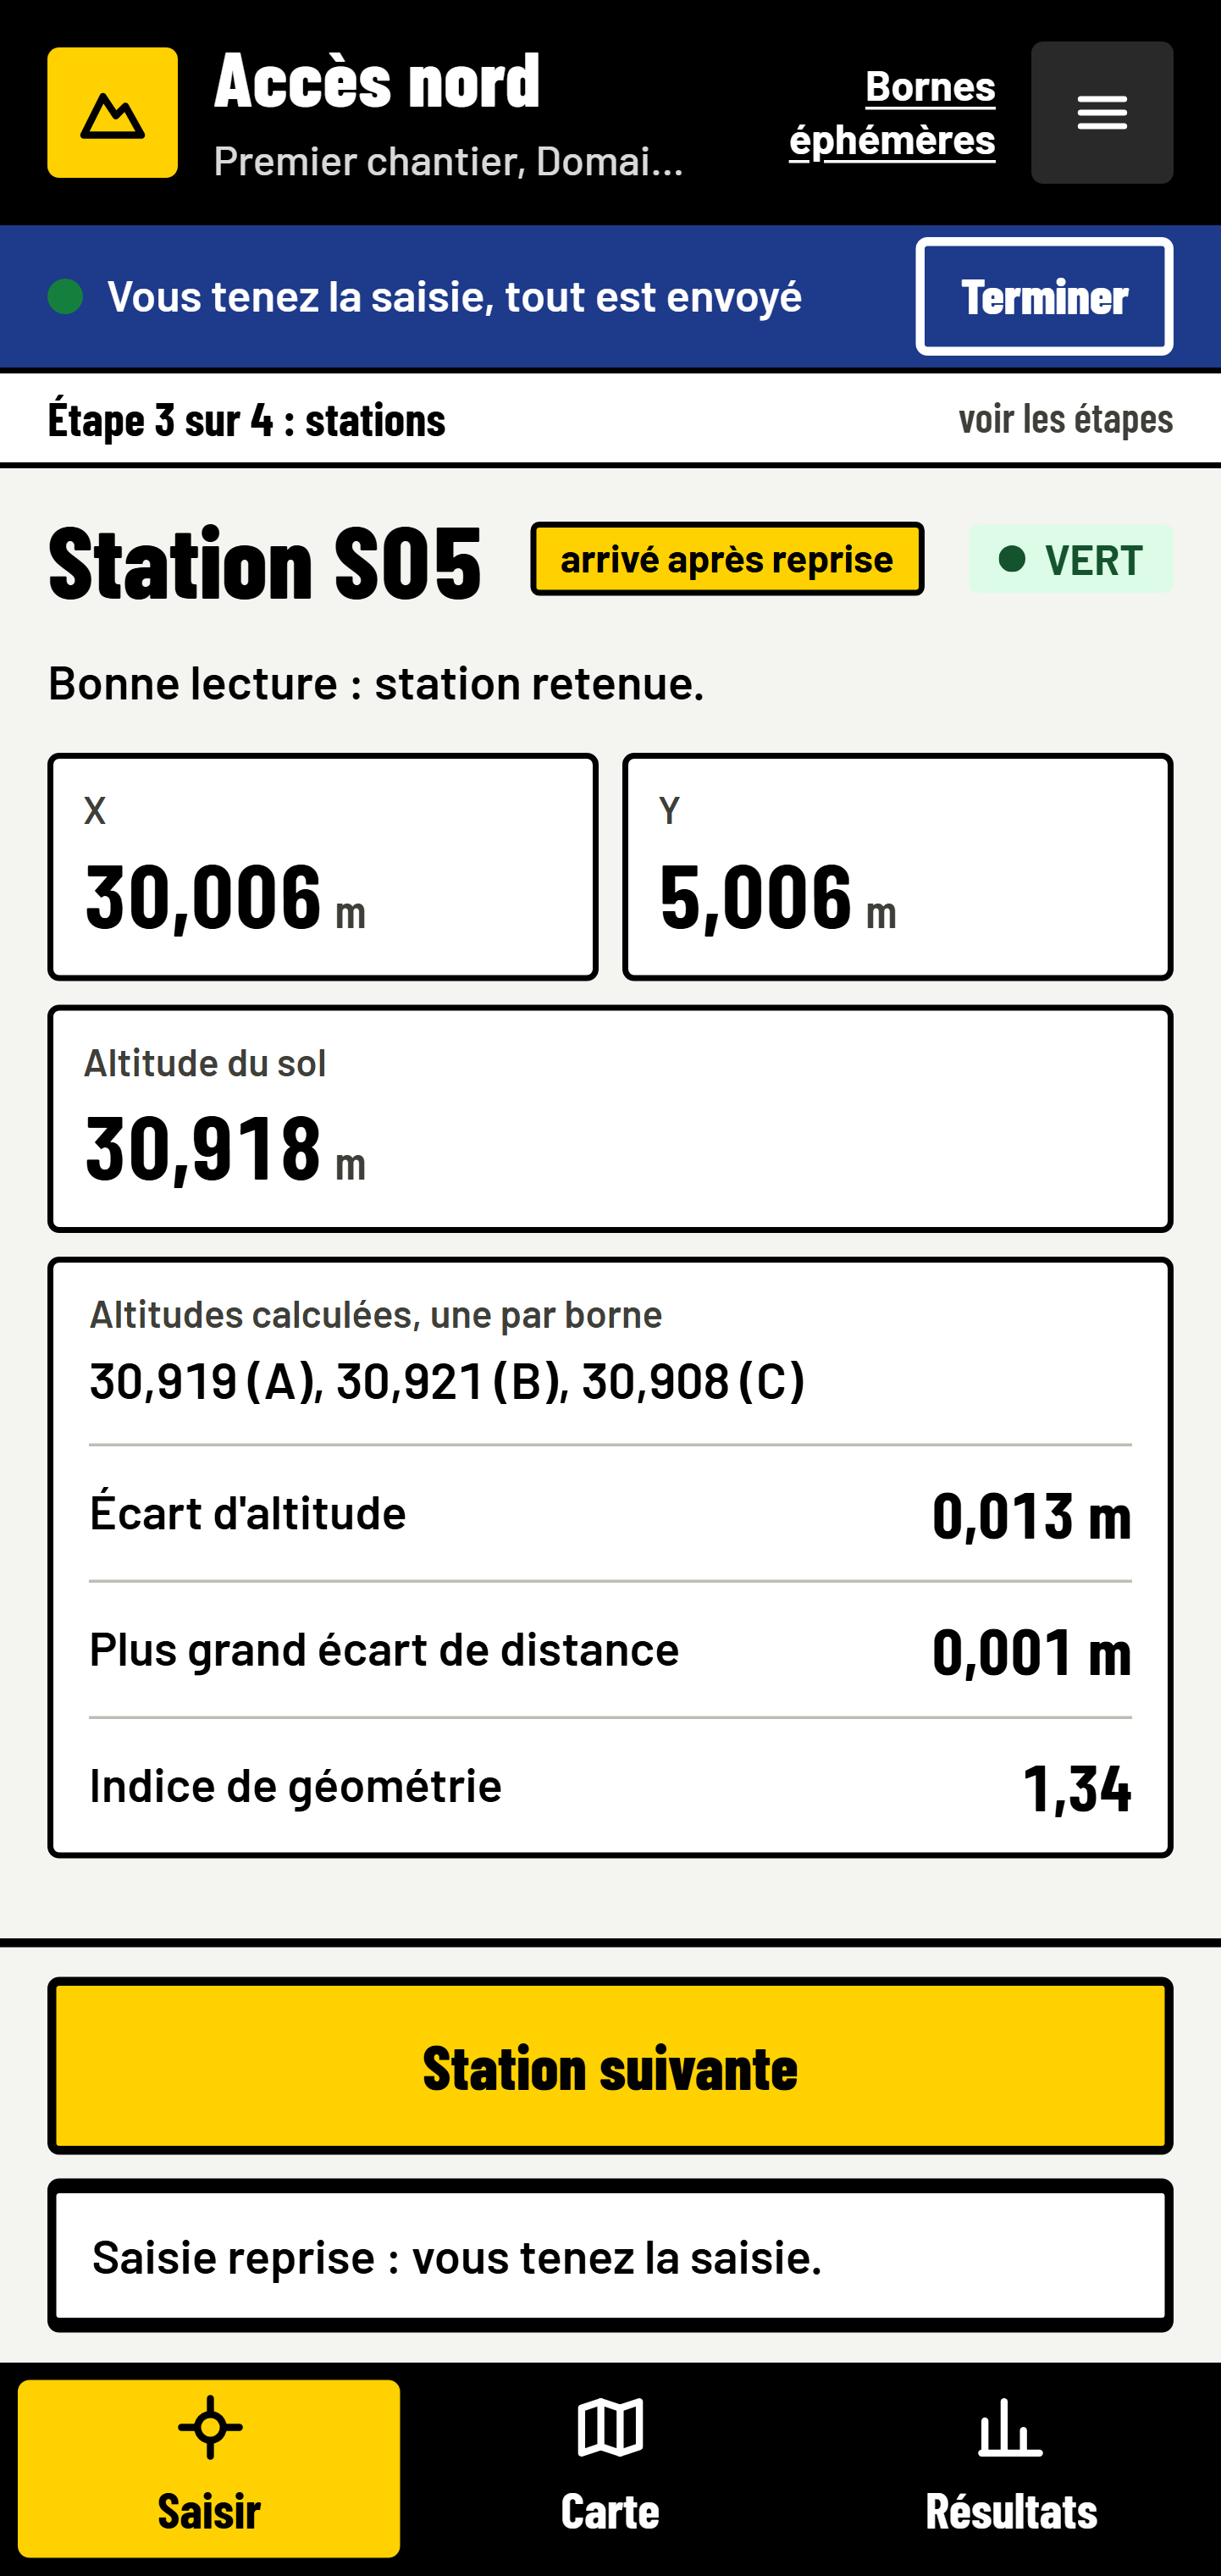 Accès nord
Premier chantier, Domai...
Bornes
éphémères
Vous tenez la saisie, tout est envoyé
Terminer
Étape 3 sur 4 : stations
voir les étapes
Station S05
arrivé après reprise
VERT
Bonne lecture : station retenue.
X
30,006 m
Y
5,006 m
Altitude du sol
30,918 m
Altitudes calculées, une par borne
30,919 (A), 30,921 (B), 30,908 (C)
Écart d'altitude
0,013 m
Plus grand écart de distance
0,001 m
Indice de géométrie
1,34
Station suivante
Saisie reprise : vous tenez la saisie.
Saisir
Carte
Résultats